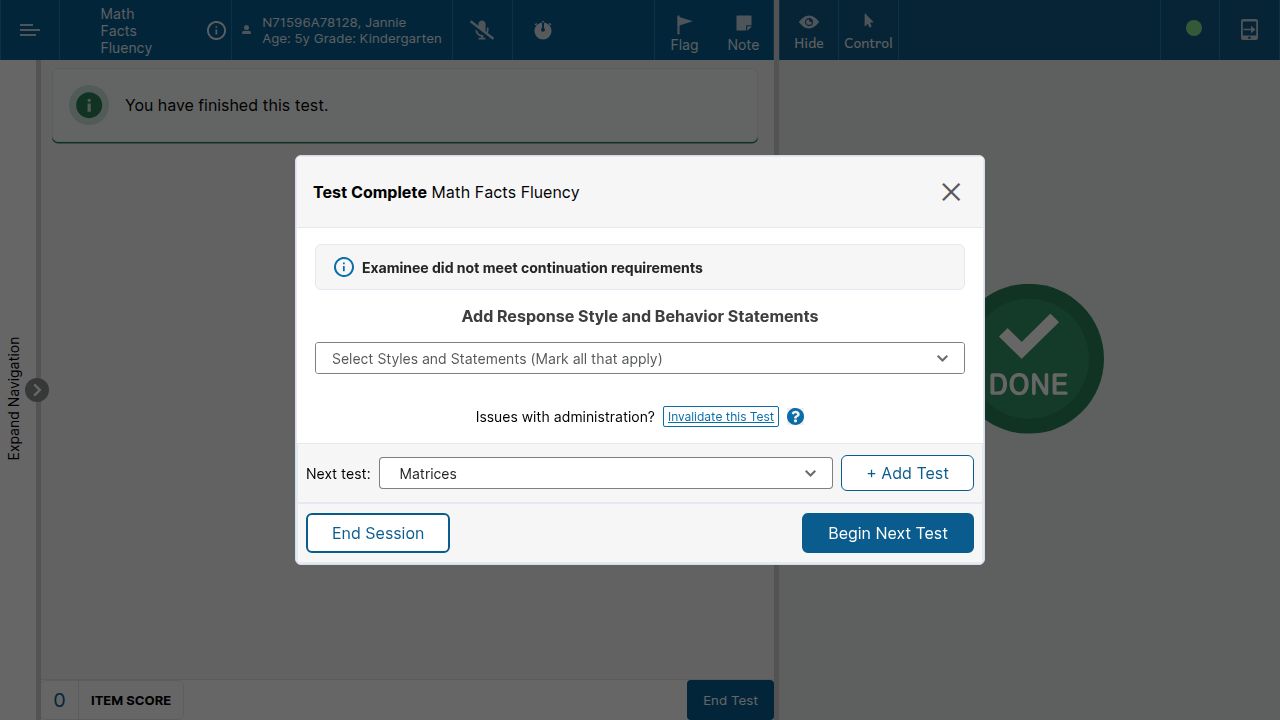 Math
Facts
Fluency
N71596A78128, Jannie
Age: 5y Grade: Kindergarten
Flag
Note
Hide
Control
You have finished this test.
Expand Navigation
Test Complete Math Facts Fluency
Examinee did not meet continuation requirements
Add Response Style and Behavior Statements
Select Styles and Statements (Mark all that apply)
Issues with administration? Invalidate this Test ?
Next test: Matrices + Add Test
End Session Begin Next Test
DONE
0 ITEM SCORE
End Test